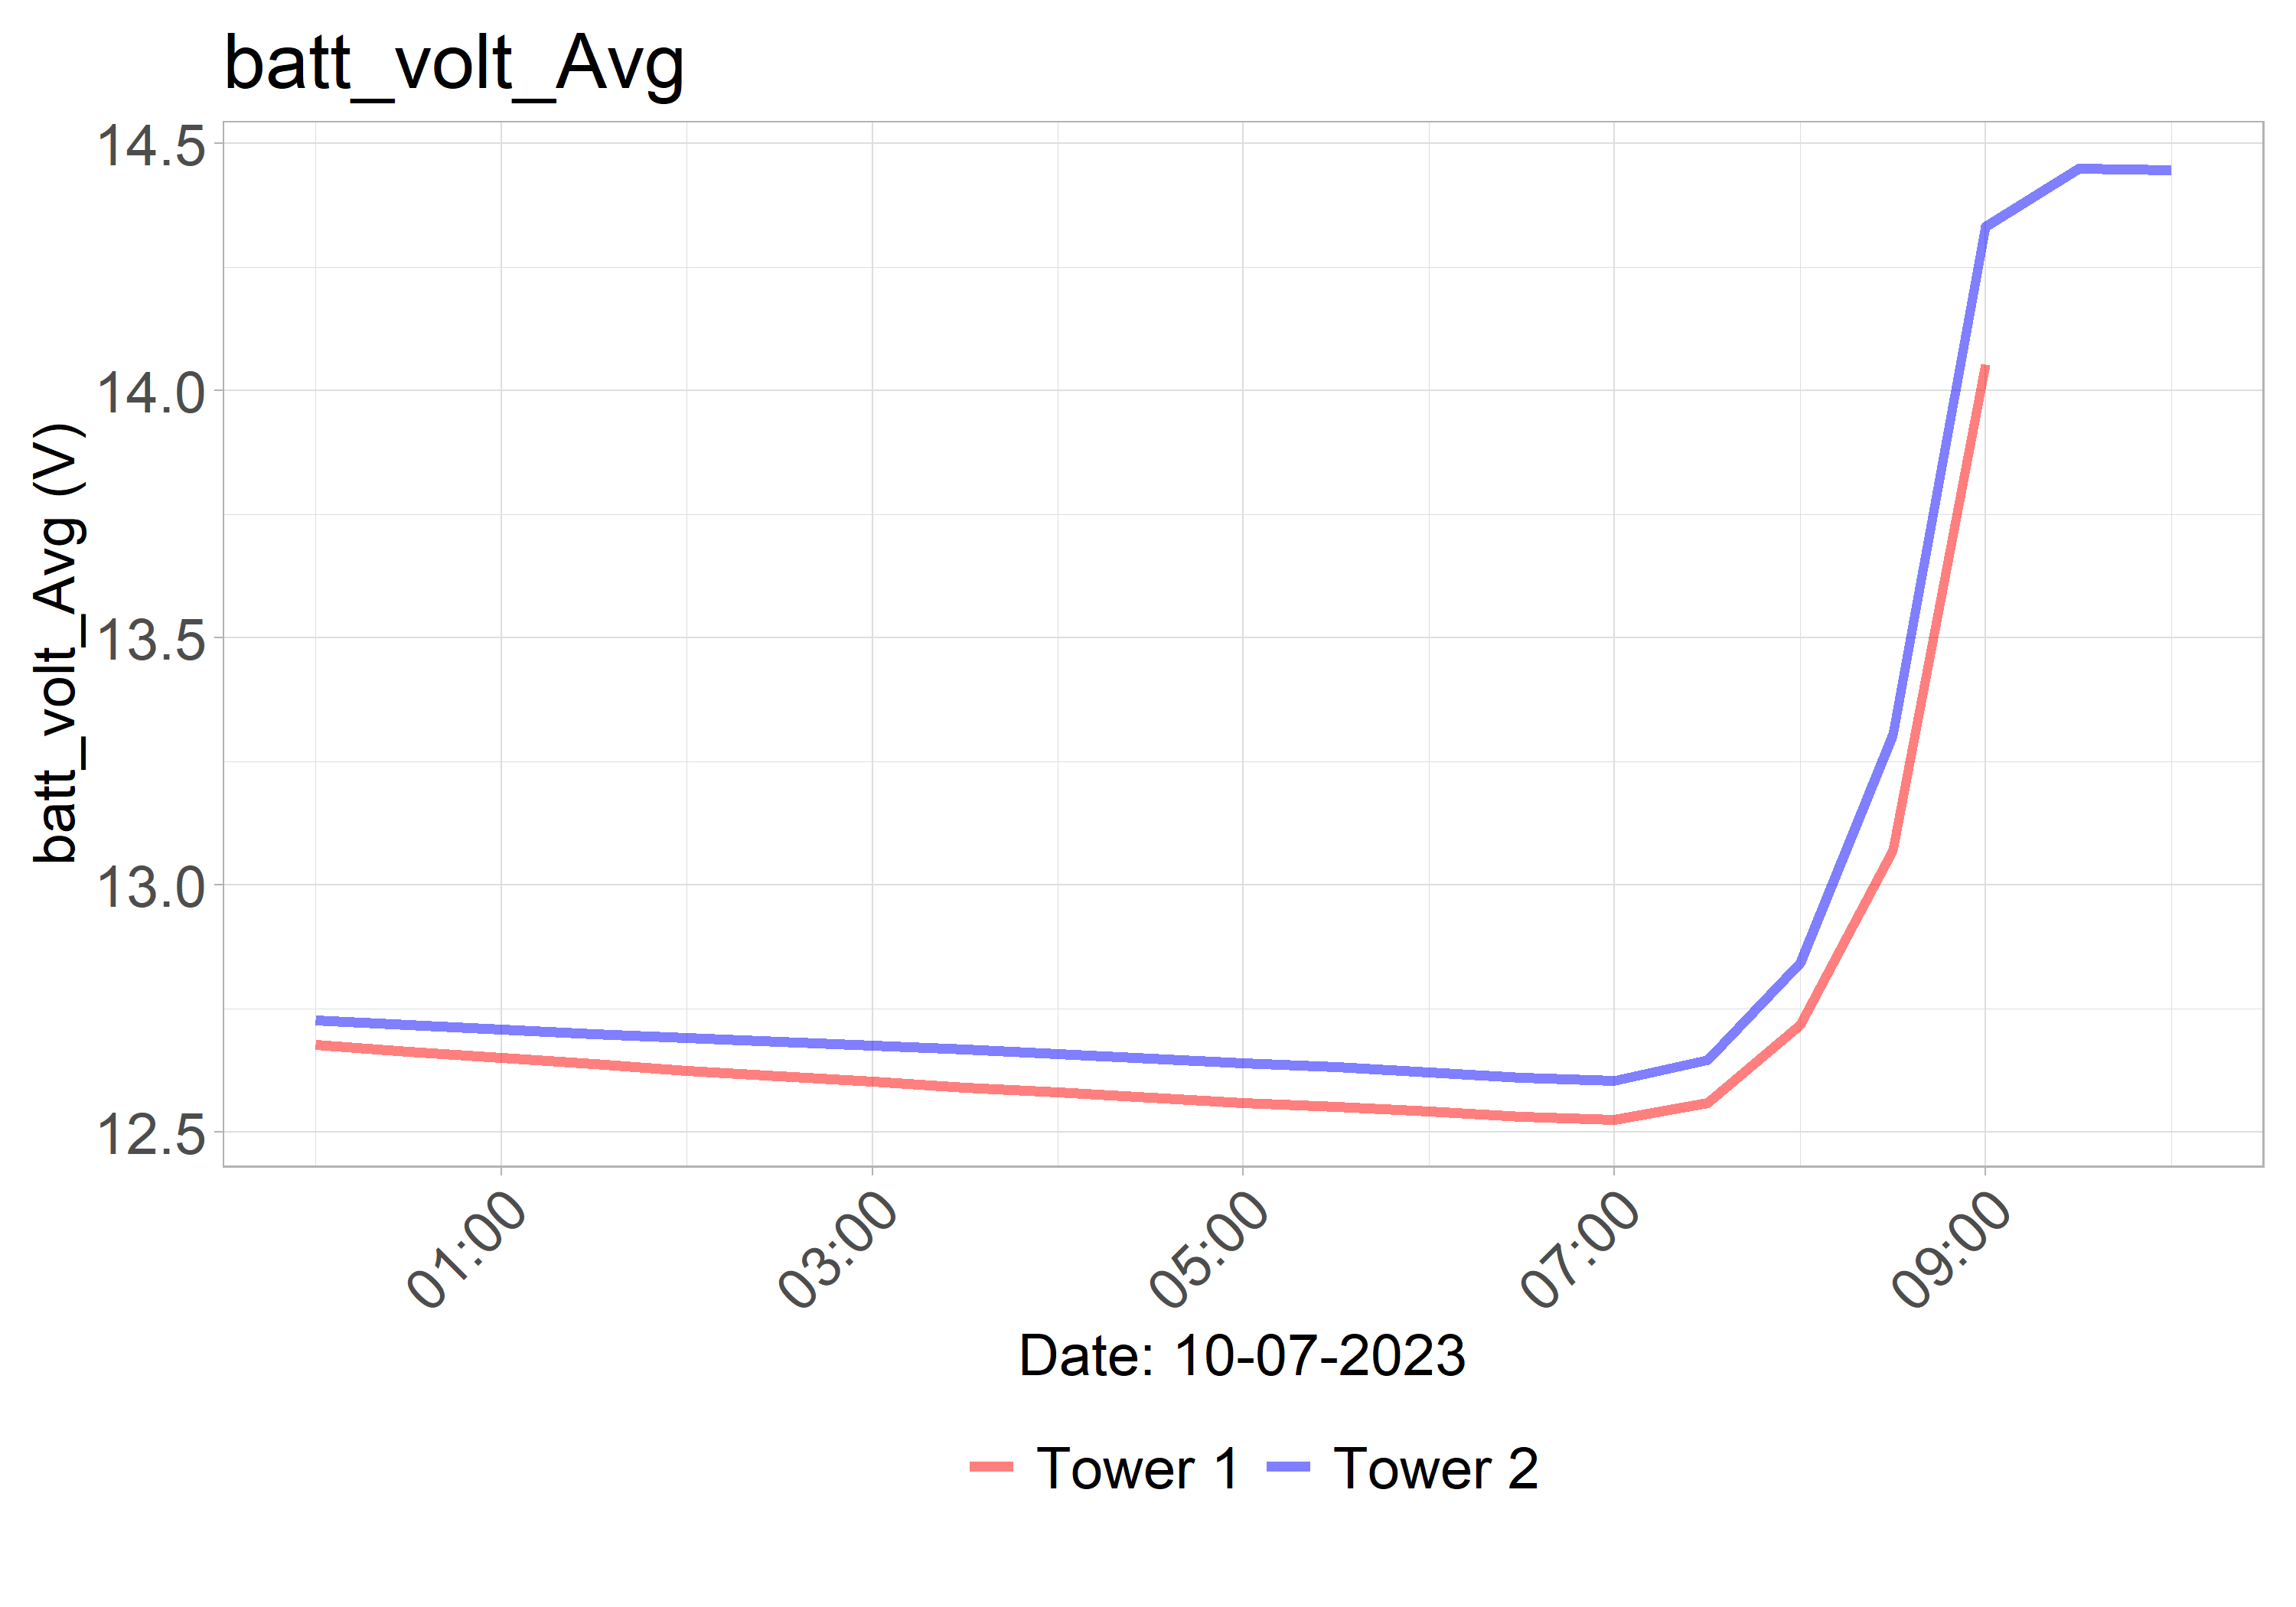 batt_volt_Avg
batt_volt_Avg (V)
14.5
14.0
13.5
13.0
12.5
01:00
03:00
05:00
07:00
09:00
Date: 10-07-2023
Tower 1
Tower 2